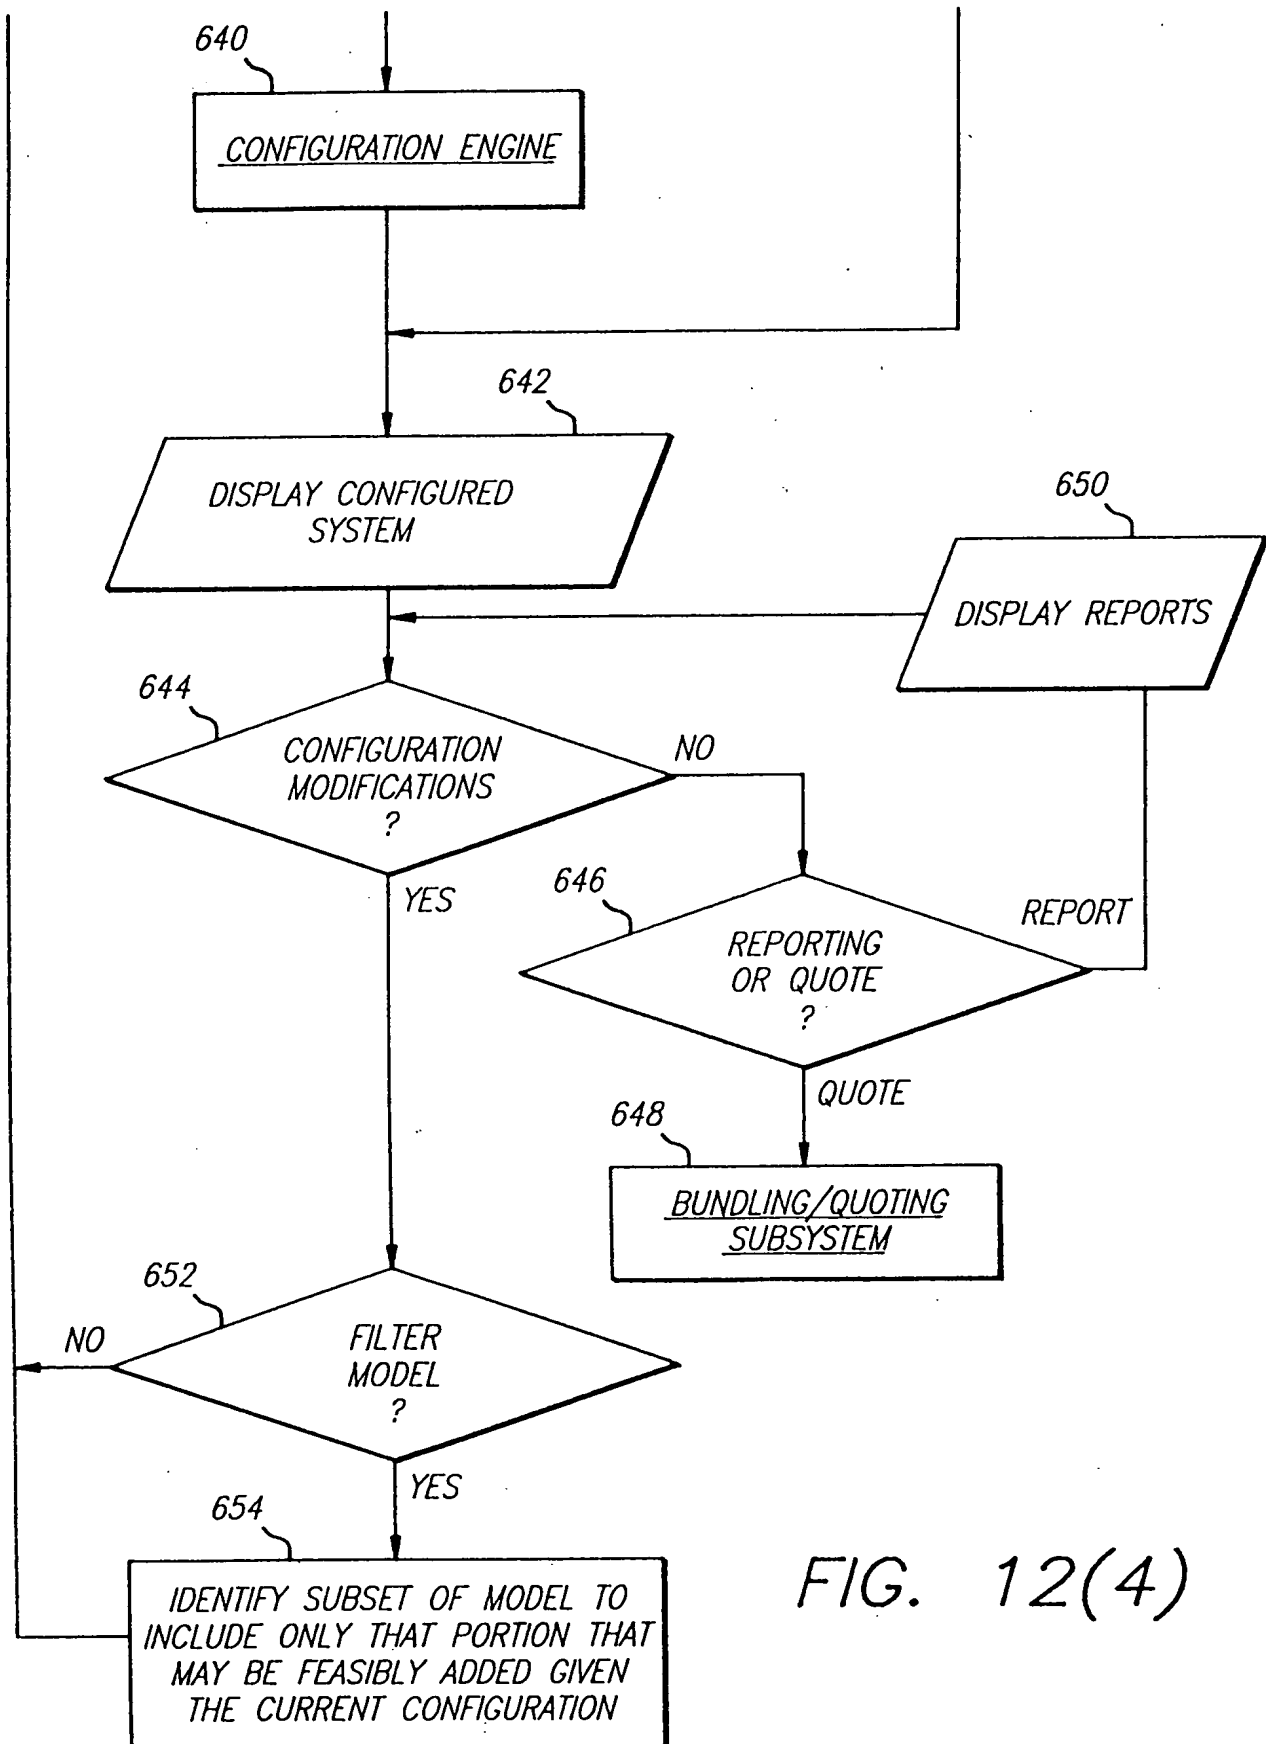 640
CONFIGURATION ENGINE
642
DISPLAY CONFIGURED
SYSTEM
650
DISPLAY REPORTS
644
CONFIGURATION
MODIFICATIONS
?
NO
YES
646
REPORTING
OR QUOTE
?
REPORT
QUOTE
648
BUNDLING/QUOTING
SUBSYSTEM
652
NO
FILTER
MODEL
?
YES
654
IDENTIFY SUBSET OF MODEL TO
INCLUDE ONLY THAT PORTION THAT
MAY BE FEASIBLY ADDED GIVEN
THE CURRENT CONFIGURATION
FIG. 12(4)